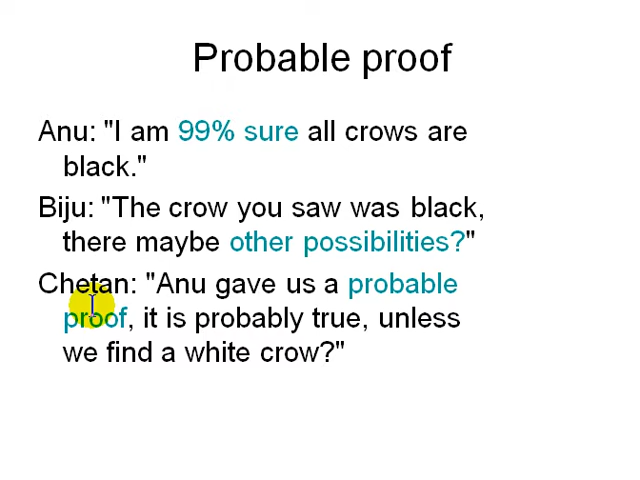 Probable proof
Anu: "I am 99% sure all crows are
black."
Biju: "The crow you saw was black,
there maybe other possibilities?"
Chetan: "Anu gave us a probable
proof, it is probably true, unless
we find a white crow?"